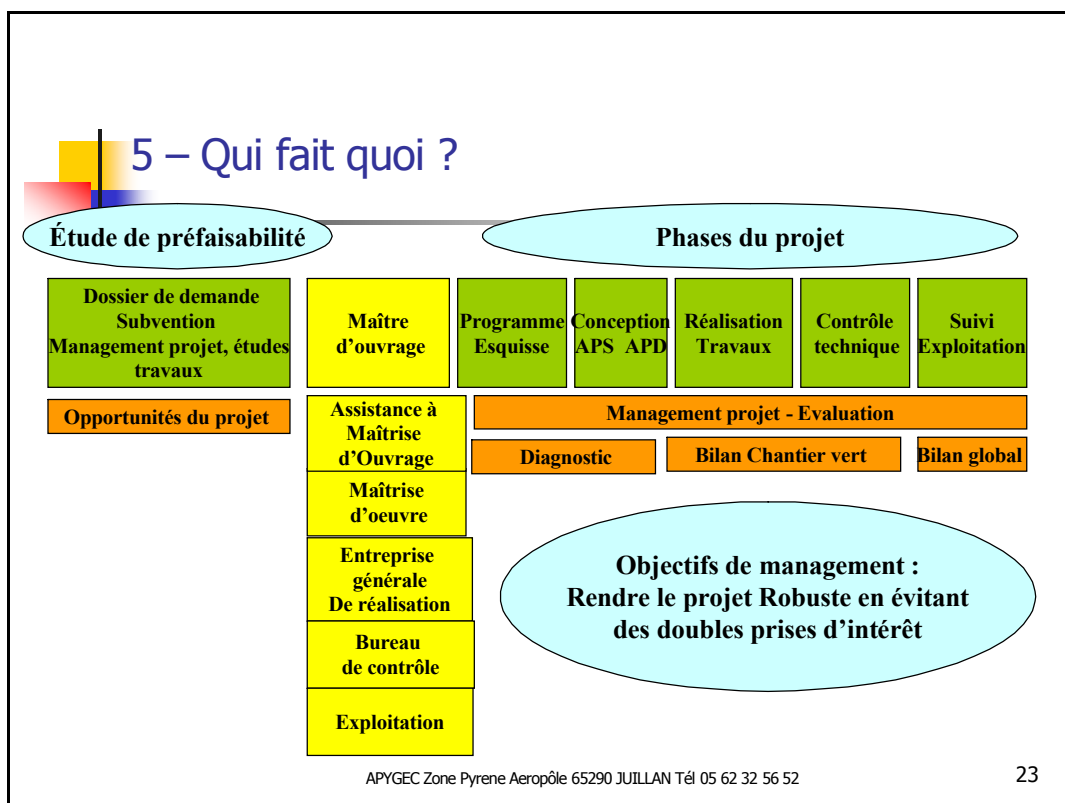 5 – Qui fait quoi ?
Étude de préfaisabilité
Phases du projet
Dossier de demande
Subvention
Management projet, études
travaux
Maître
d’ouvrage
Programme
Esquisse
Conception
APS APD
Réalisation
Travaux
Contrôle
technique
Suivi
Exploitation
Opportunités du projet
Assistance à
Maîtrise
d’Ouvrage
Management projet - Evaluation
Diagnostic
Bilan Chantier vert
Bilan global
Maîtrise
d’oeuvre
Entreprise
générale
De réalisation
Bureau
de contrôle
Exploitation
Objectifs de management :
Rendre le projet Robuste en évitant
des doubles prises d’intérêt
APYGEC Zone Pyrene Aeropôle 65290 JUILLAN Tél 05 62 32 56 52
23